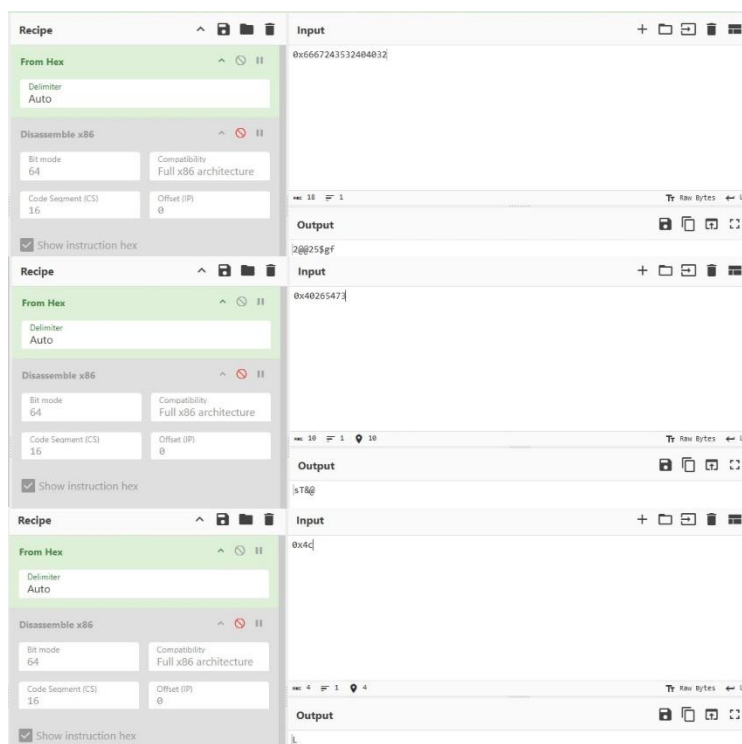 Recipe
Input
From Hex
0x6667243532404032
Delimiter
Auto
Disassemble x86
Bit mode
64
Compatibility
Full x86 architecture
Code Segment (CS)
16
Offset (IP)
0
18 1
Raw Bytes
Output
Show instruction hex
2@@25$gf
Recipe
Input
From Hex
0x40265473
Delimiter
Auto
Disassemble x86
Bit mode
64
Compatibility
Full x86 architecture
Code Segment (CS)
16
Offset (IP)
0
10 1 10
Raw Bytes
Output
Show instruction hex
sT&@
Recipe
Input
From Hex
0x4c
Delimiter
Auto
Disassemble x86
Bit mode
64
Compatibility
Full x86 architecture
Code Segment (CS)
16
Offset (IP)
0
4 1 4
Raw Bytes
Output
Show instruction hex
L